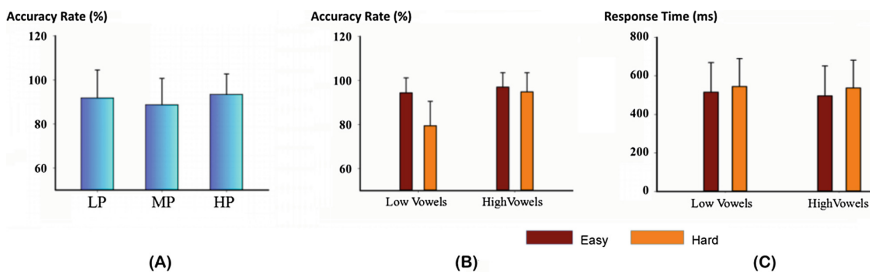 Accuracy Rate (%)
120
100
80
60
LP MP HP
(A)
Accuracy Rate (%)
120
100
80
60
Low Vowels HighVowels
(B)
Response Time (ms)
800
600
400
200
0
Low Vowels HighVowels
Easy Hard
(C)